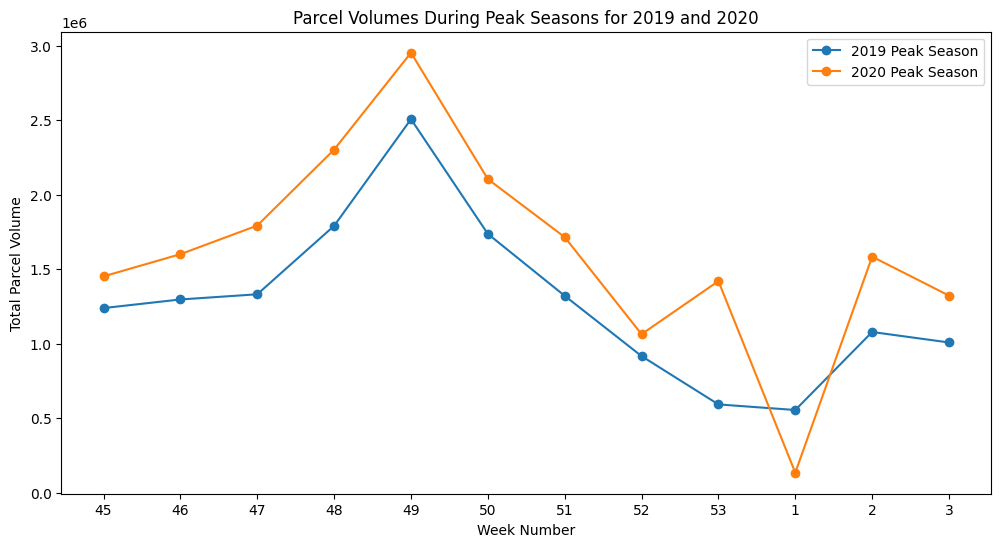 Parcel Volumes During Peak Seasons for 2019 and 2020
1e6
3.0
2.5
2.0
1.5
1.0
0.5
0.0
Total Parcel Volume
2019 Peak Season
2020 Peak Season
45 46 47 48 49 50 51 52 53 1 2 3
Week Number